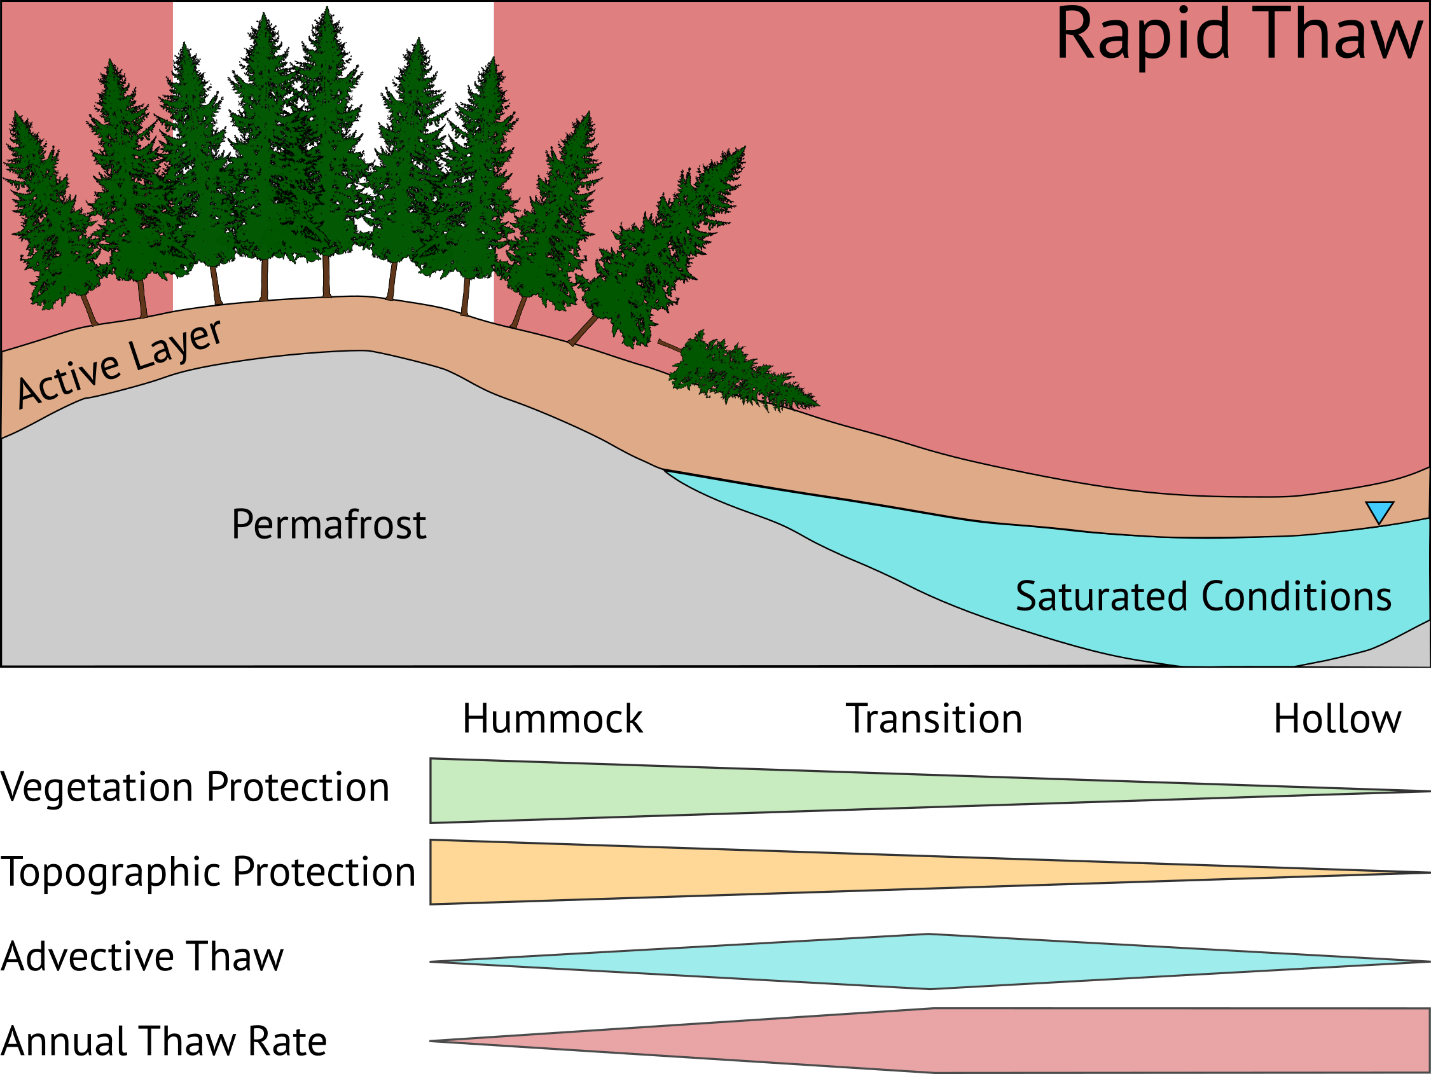 Rapid Thaw
Active Layer
Permafrost
Saturated Conditions
Hummock
Transition
Hollow
Vegetation Protection
Topographic Protection
Advective Thaw
Annual Thaw Rate